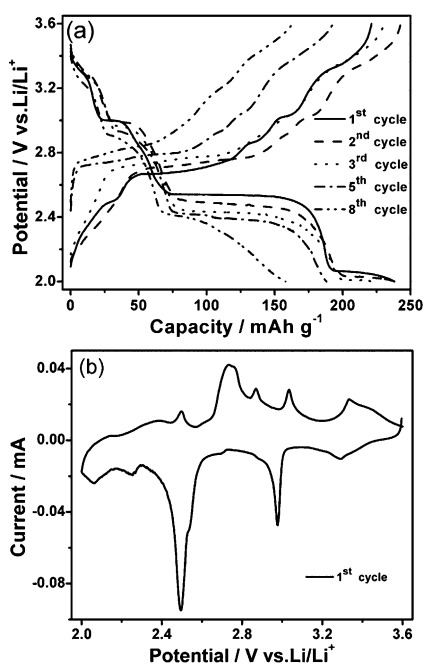 (a)
3.6
3.2
2.8
2.4
2.0
Potential / V vs.Li/Li+
1st cycle
2nd cycle
3rd cycle
5th cycle
8th cycle
0 50 100 150 200 250
Capacity / mAh g-1
(b)
0.04
0.00
-0.04
-0.08
Current / mA
1st cycle
2.0 2.4 2.8 3.2 3.6
Potential / V vs.Li/Li+